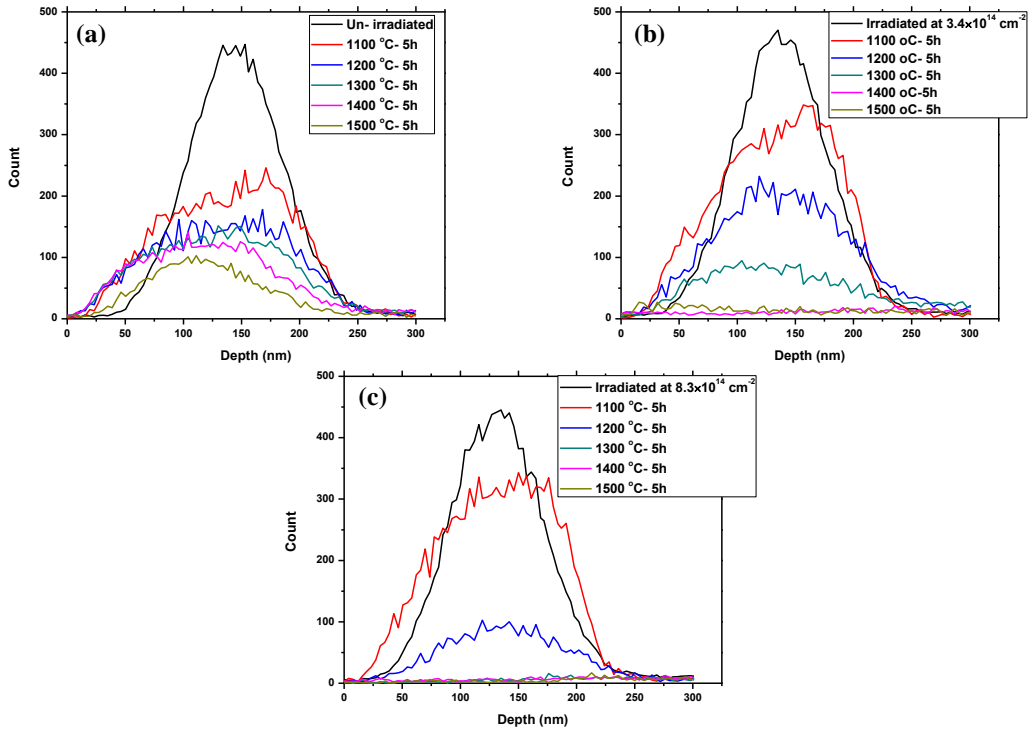 (a)
Un- irradiated
1100 °C- 5h
1200 °C- 5h
1300 °C- 5h
1400 °C- 5h
1500 °C- 5h
500
400
300
200
100
0
Count
0 50 100 150 200 250 300
Depth (nm)
(b)
Irradiated at 3.4×10¹⁴ cm⁻²
1100 oC- 5h
1200 oC- 5h
1300 oC- 5h
1400 oC-5h
1500 oC- 5h
500
400
300
200
100
0
Count
0 50 100 150 200 250 300
Depth (nm)
(c)
Irradiated at 8.3×10¹⁴ cm⁻²
1100 °C- 5h
1200 °C- 5h
1300 °C- 5h
1400 °C- 5h
1500 °C- 5h
500
400
300
200
100
0
Count
0 50 100 150 200 250 300
Depth (nm)